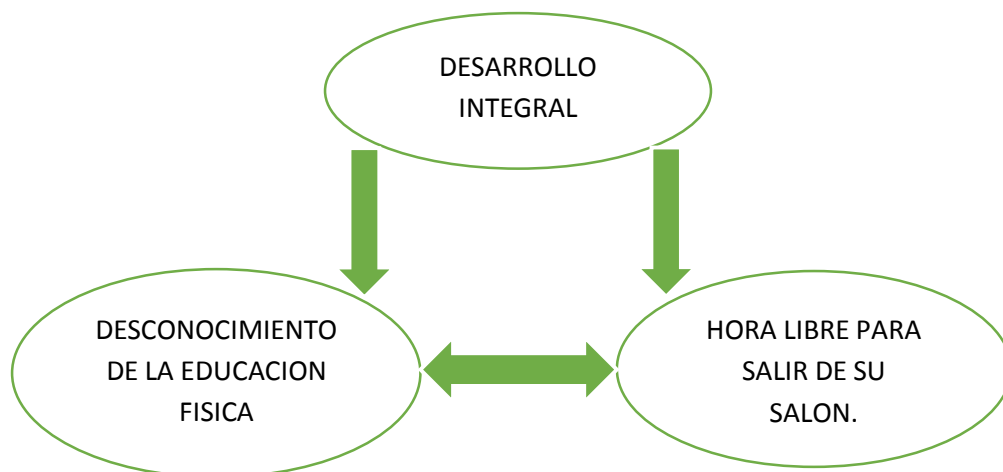 DESARROLLO
INTEGRAL
DESCONOCIMIENTO
DE LA EDUCACION
FISICA
HORA LIBRE PARA
SALIR DE SU
SALON.